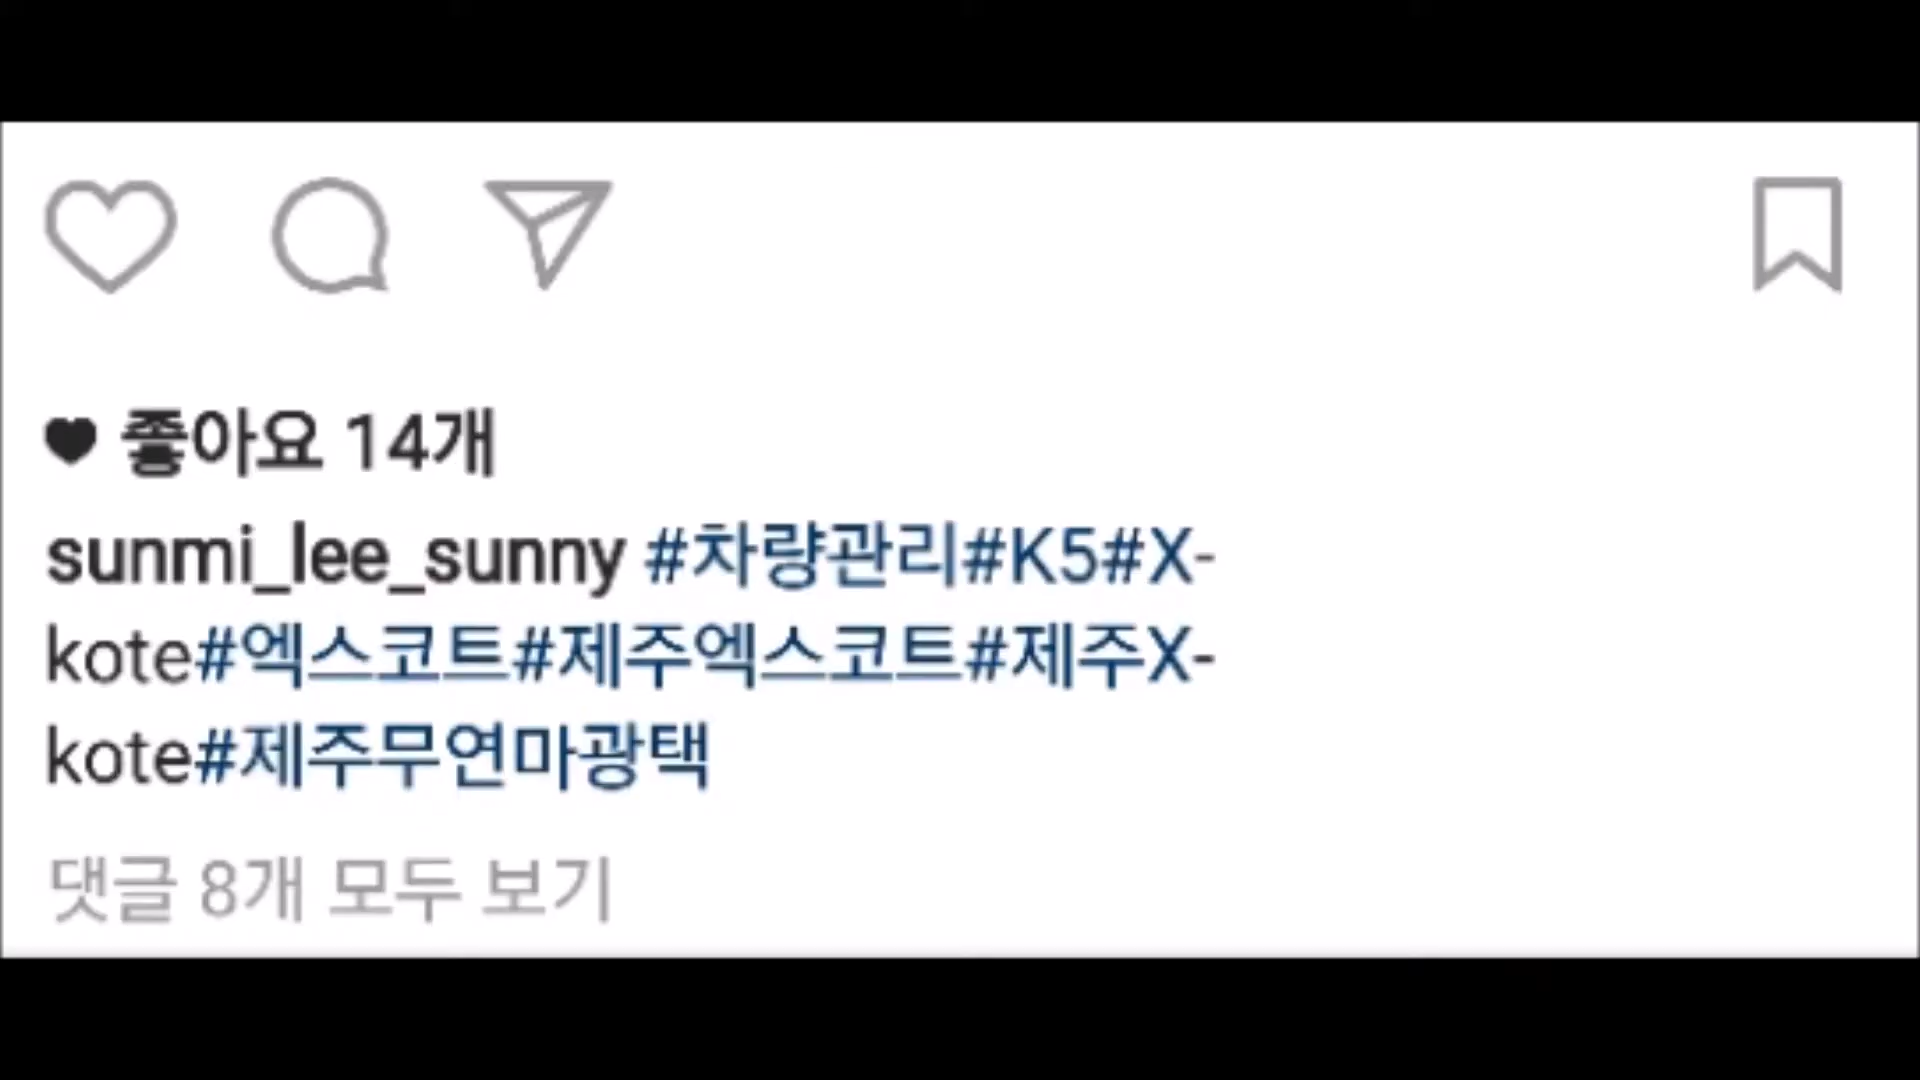 좋아요 14개
sunmi_lee_sunny #차량관리#K5#X-
kote#엑스코트#제주엑스코트#제주X-
kote#제주무연마광택
댓글 8개 모두 보기